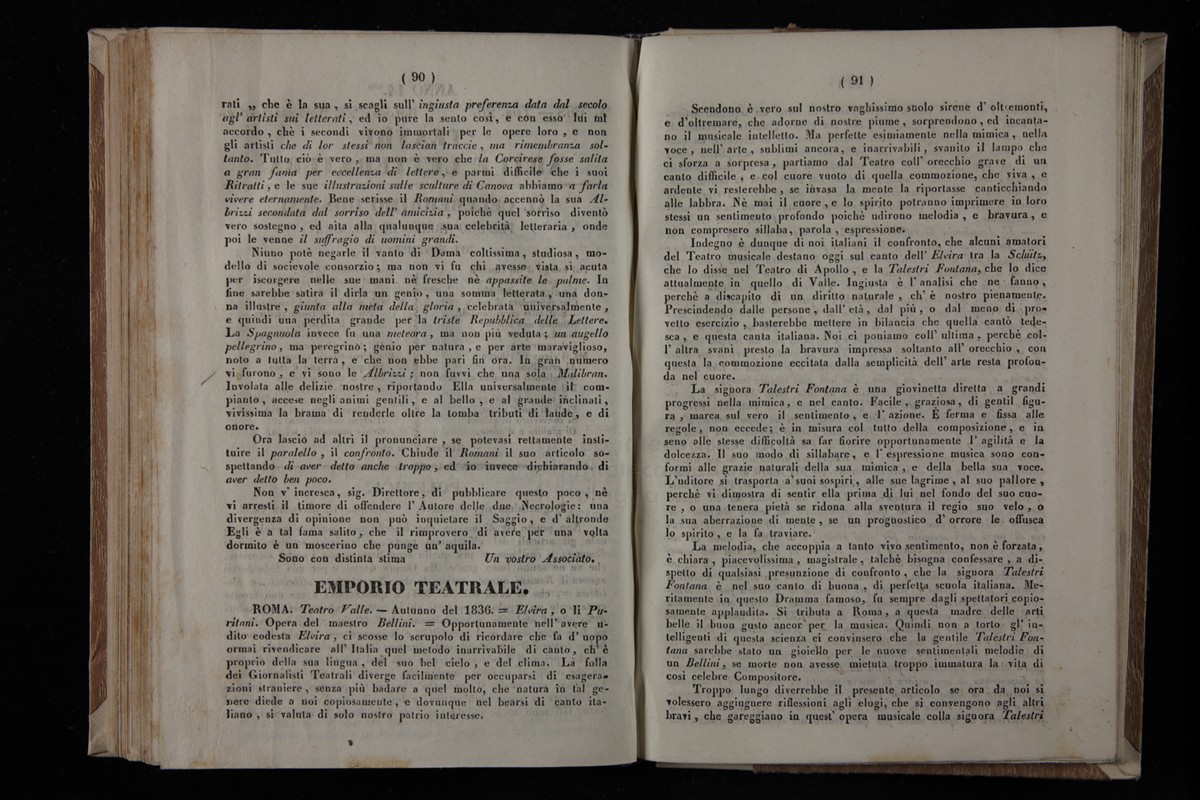 ( 90 )
rati „ che è la sua , si scagli sull' ingiusta preferenza data dal secolo
agl' artisti sui letterati , ed io pure la sento così , e con esso lui mi
accordo , chè i secondi vivono immortali per le opere loro , e non
gli artisti che di lor stessi non lascian traccie , ma rimembranza sol-
tanto. Tutto ciò è vero , ma non è vero che la Corcirese fosse salita
a gran fama per eccellenza di lettere , e parmi difficile che i suoi
Ritratti , e le sue illustrazioni sulle sculture di Canova abbiamo a farla
vivere eternamente. Bene scrisse il Romani quando accennò la sua Al-
brizzi secondata dal sorriso dell' amicizia , poichè quel sorriso diventò
vero sostegno , ed aita alla qualunque sua celebrità letteraria , onde
poi le venne il suffragio di uomini grandi.
Niuno potè negarle il vanto di Dama coltissima , studiosa , mo-
dello di socievole consorzio ; ma non vi fu chi avesse vista sì acuta
per iscorgere nelle sue mani nè fresche nè appassite le palme. In
fine sarebbe satira il dirla un genio , una somma letterata , una don-
na illustre , giunta alla meta della gloria , celebrata universalmente ,
e quindi una perdita grande per la triste Repubblica delle Lettere.
La Spagnuola invece fu una meteora , ma non più veduta ; un augello
pellegrino , ma peregrino ; genio per natura , e per arte maraviglioso,
noto a tutta la terra , e che non ebbe pari fin ora. In gran numero
vi furono , e vi sono le Albrizzi ; non fuvvi che una sola Malibran.
Involata alle delizie nostre , riportando Ella universalmente il com-
pianto , accese negli animi gentili , e al bello , e al grande inclinati,
vivissima la brama di renderle oltre la tomba tributi di laude , e di
onore.
Ora lascio ad altri il pronunciare , se potevasi rettamente insti-
tuire il paralello , il confronto. Chiude il Romani il suo articolo so-
spettando di aver detto anche troppo , ed io invece dichiarando di
aver detto ben poco.
Non v' incresca, sig. Direttore, di pubblicare questo poco , nè
vi arresti il timore di offendere l' Autore delle due Necrologie: una
divergenza di opinione non può inquietare il Saggio, e d' altronde
Egli è a tal fama salito, che il rimprovero di avere per una volta
dormito è un moscerino che punge un' aquila.
Sono con distinta stima Un vostro Associato.
EMPORIO TEATRALE.
ROMA. Teatro Valle. — Autunno del 1836. = Elvira , o li Pu-
ritani. Opera del maestro Bellini. = Opportunamente nell' avere u-
dito codesta Elvira , ci scosse lo scrupolo di ricordare che fa d' uopo
ormai rivendicare all' Italia quel metodo inarrivabile di canto, ch' è
proprio della sua lingua , del suo bel cielo , e del clima. La folla
dei Giornalisti Teatrali diverge facilmente per occuparsi di esagera-
zioni straniere , senza più badare a quel molto, che natura in tal ge-
nere diede a noi copiosamente , e dovunque nel bearsi di canto ita-
liano , si valuta di solo nostro patrio interesse.
( 91 )
Scendono è vero sul nostro vaghissimo suolo sirene d' oltremonti,
e d'oltremare, che adorne di nostre piume , sorprendono, ed incanta-
no il musicale intelletto. Ma perfette esimiamente nella mimica , nella
voce , nell' arte , sublimi ancora, e inarrivabili , svanito il lampo che
ci sforza a sorpresa , partiamo dal Teatro coll' orecchio grave di un
canto difficile , e col cuore vuoto di quella commozione, che viva , e
ardente vi resterebbe , se invasa la mente la riportasse canticchiando
alle labbra. Nè mai il cuore , e lo spirito potranno imprimere in loro
stessi un sentimento profondo poichè udirono melodia , e bravura , e
non compresero sillaba, parola , espressione.
Indegno è dunque di noi italiani il confronto, che alcuni amatori
del Teatro musicale destano oggi sul canto dell' Elvira tra la Schütz,
che lo disse nel Teatro di Apollo , e la Talestri Fontana, che lo dice
attualmente in quello di Valle. Ingiusta è l' analisi che ne fanno ,
perchè a discapito di un diritto naturale , ch' è nostro pienamente.
Prescindendo dalle persone , dall' età , dal più , o dal meno di pro-
vetto esercizio , basterebbe mettere in bilancia che quella cantò tede-
sca , e questa canta italiana. Noi ci poniamo coll' ultima , perchè col-
l' altra svanì presto la bravura impressa soltanto all' orecchio , con
questa la commozione eccitata dalla semplicità dell' arte resta profon-
da nel cuore.
La signora Talestri Fontana è una giovinetta diretta a grandi
progressi nella mimica, e nel canto. Facile , graziosa , di gentil figu-
ra , marca sul vero il sentimento , e l' azione. È ferma e fissa alle
regole , non eccede; è in misura col tutto della composizione , e in
seno alle stesse difficoltà sa far fiorire opportunamente l' agilità e la
dolcezza. Il suo modo di sillabare, e l' espressione musica sono con-
formi alle grazie naturali della sua mimica , e della bella sua voce.
L'uditore si trasporta a' suoi sospiri , alle sue lagrime , al suo pallore ,
perchè vi dimostra di sentir ella prima di lui nel fondo del suo cuo-
re , o una tenera pietà se ridona alla sventura il regio suo velo , o
la sua aberrazione di mente , se un prognostico d' orrore le offusca
lo spirito , e la fa traviare.
La melodia, che accoppia a tanto vivo sentimento, non è forzata,
è chiara , piacevolissima , magistrale , talchè bisogna confessare , a di-
spetto di qualsiasi presunzione di confronto , che la signora Talestri
Fontana è nel suo canto di buona , di perfetta scuola italiana. Me-
ritamente in questo Dramma famoso, fu sempre dagli spettatori copio-
samente applaudita. Si tributa a Roma , a questa madre delle arti
belle il buon gusto ancor per la musica. Quindi non a torto gl' in-
telligenti di questa scienza ci convinsero che la gentile Talestri Fon-
tana sarebbe stato un gioiello per le nuove sentimentali melodie di
un Bellini, se morte non avesse mietuta troppo immatura la vita di
così celebre Compositore.
Troppo lungo diverrebbe il presente articolo se ora da noi si
volessero aggiugnere riflessioni agli elogi, che si convengono agli altri
bravi , che gareggiano in quest' opera musicale colla signora Talestri